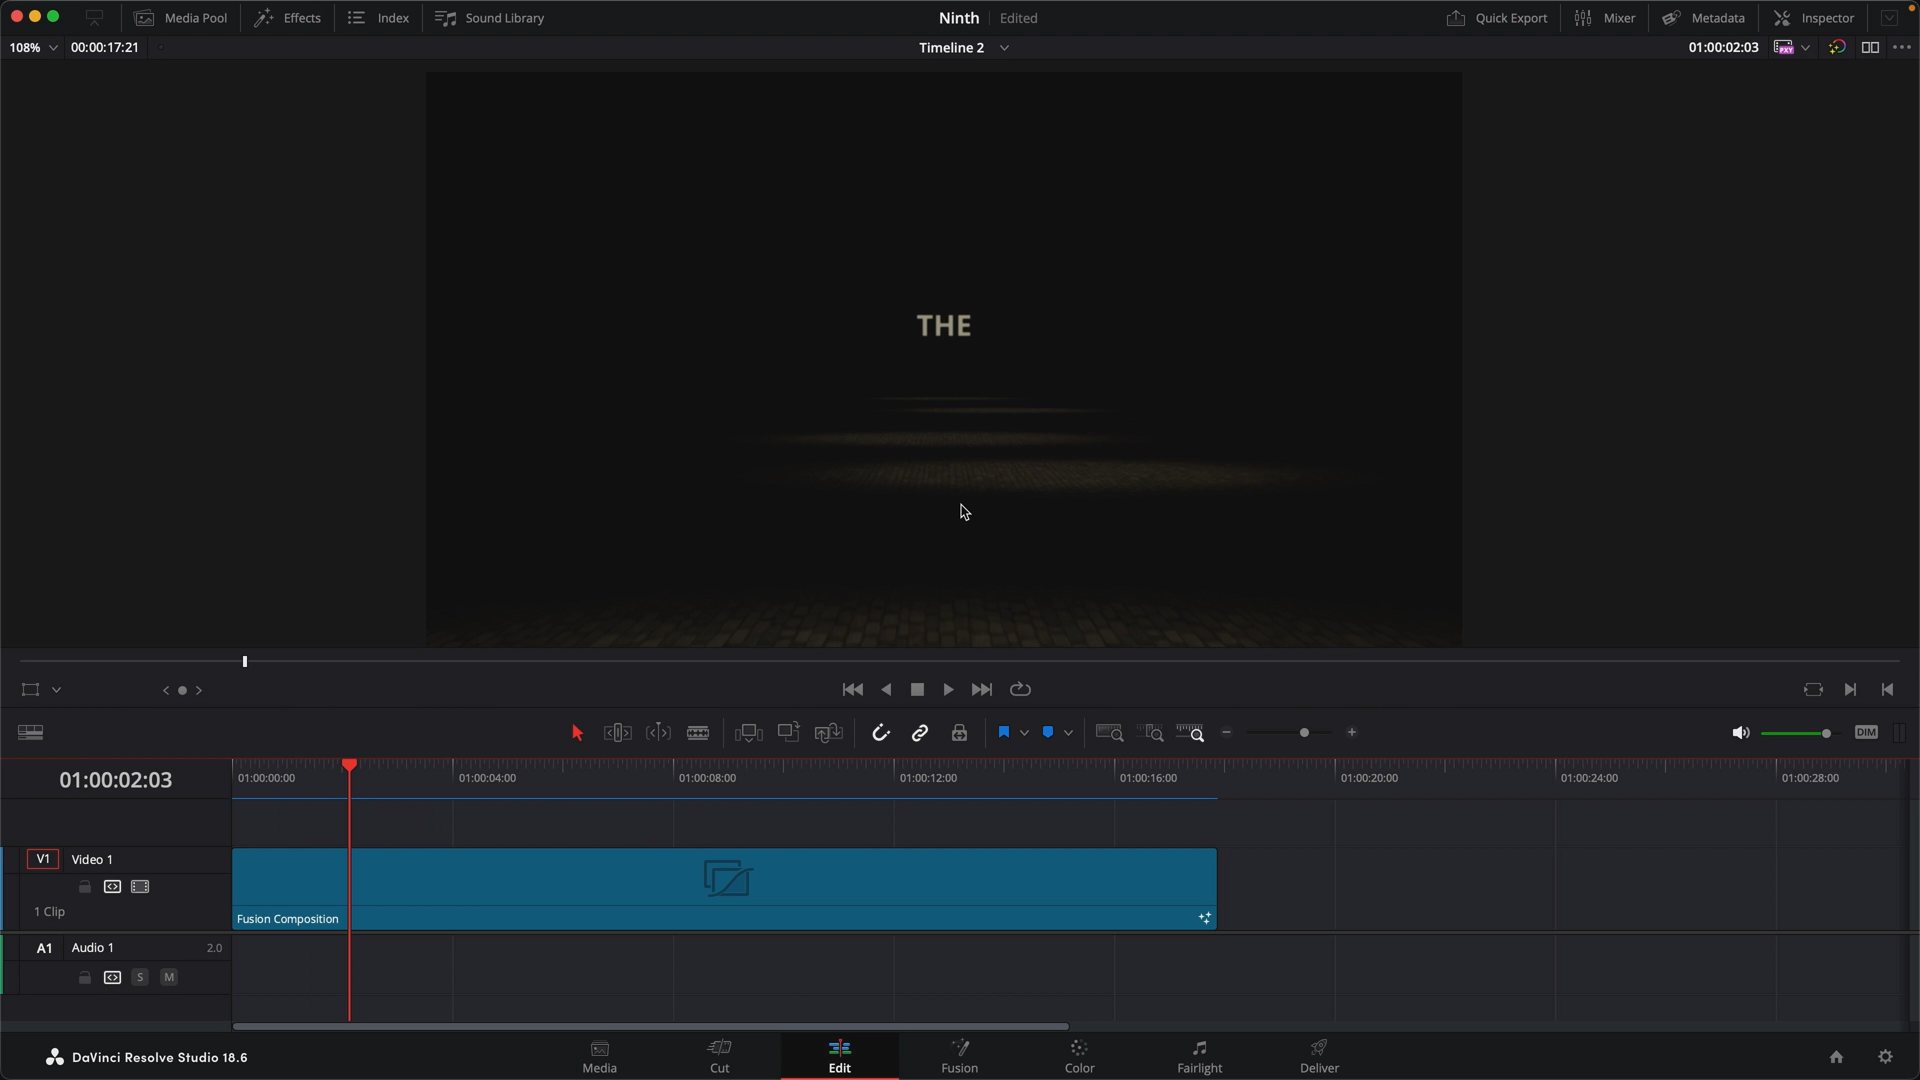 Media Pool Effects Index Sound Library Ninth Edited Quick Export Mixer Metadata Inspector
108% 00:00:17:21 Timeline 2 01:00:02:03 PXY
THE
DIM
01:00:02:03 01:00:00:00 01:00:04:00 01:00:08:00 01:00:12:00 01:00:16:00 01:00:20:00 01:00:24:00 01:00:28:00
V1 Video 1
1 Clip
Fusion Composition
A1 Audio 1 2.0
S M
DaVinci Resolve Studio 18.6 Media Cut Edit Fusion Color Fairlight Deliver